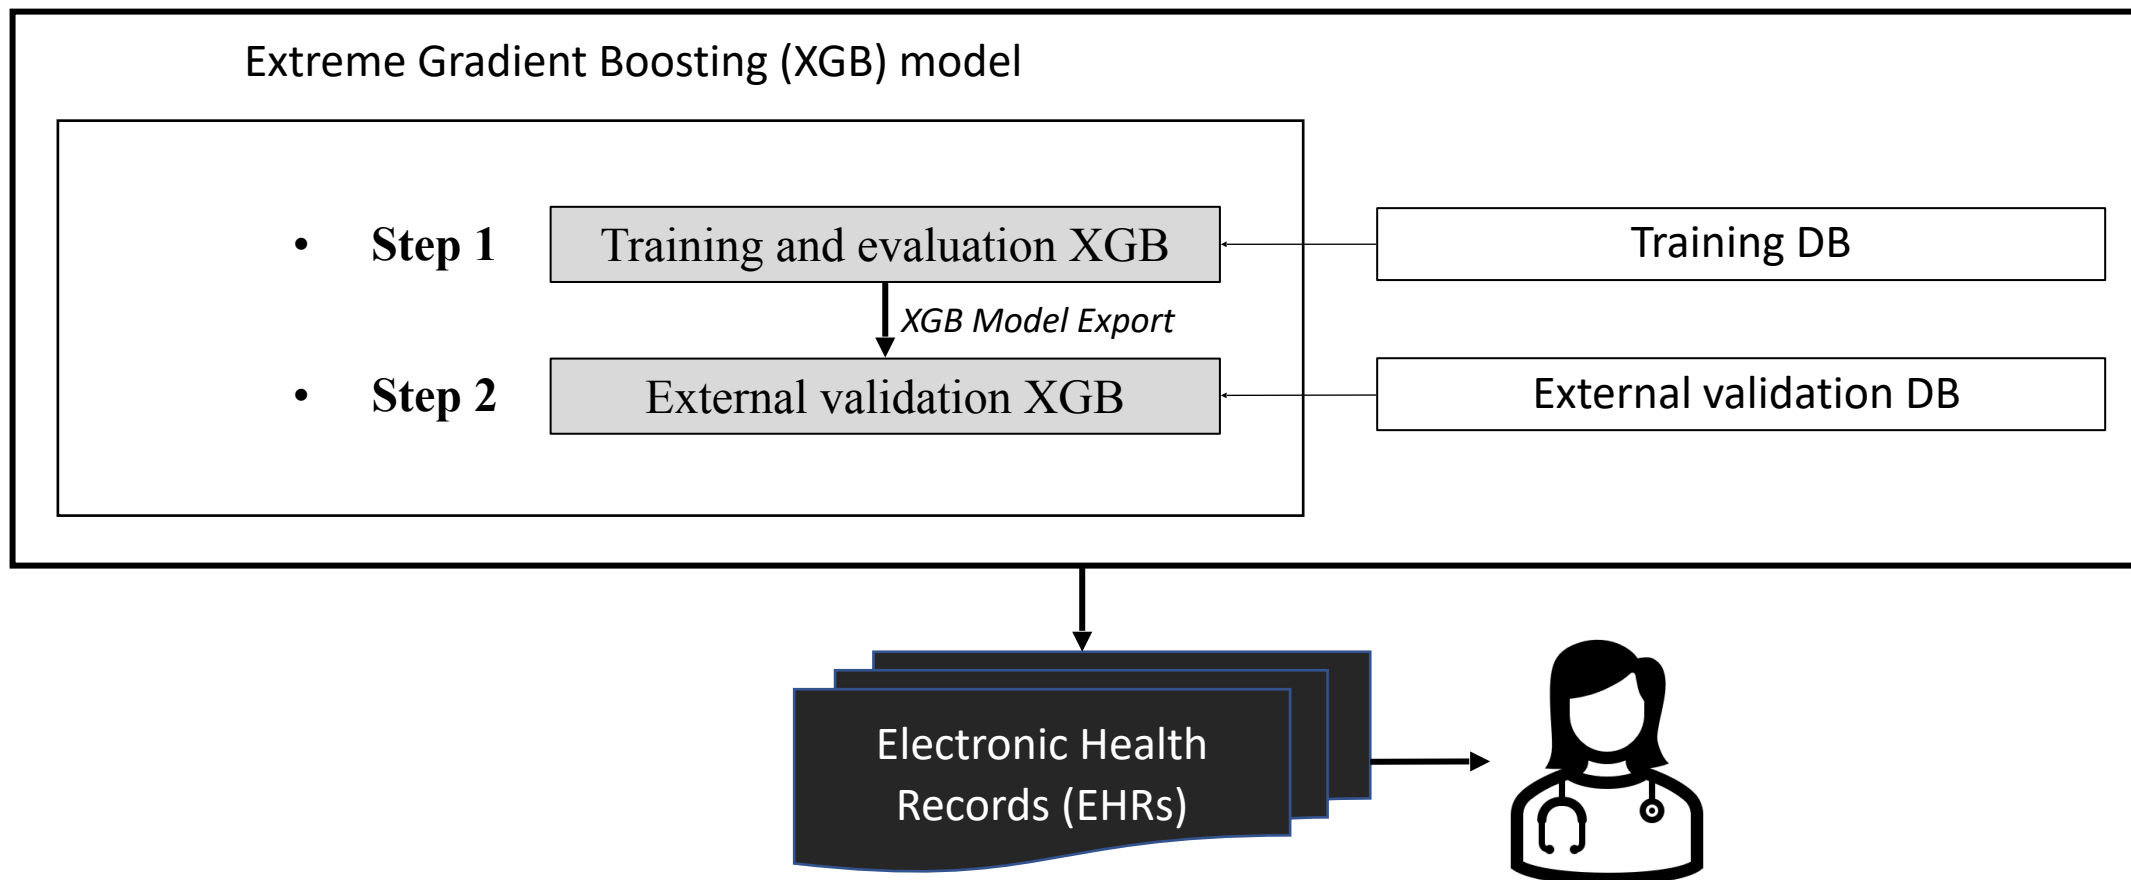 Extreme Gradient Boosting (XGB) model
• Step 1 Training and evaluation XGB Training DB
XGB Model Export
• Step 2 External validation XGB External validation DB
Electronic Health
Records (EHRs)